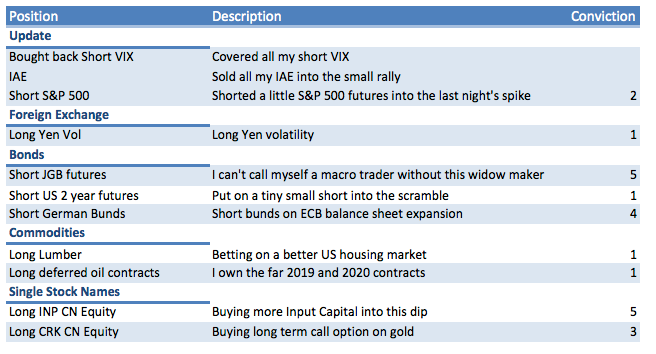 Position Description Conviction
Update
Bought back Short VIX Covered all my short VIX
IAE Sold all my IAE into the small rally
Short S&P 500 Shorted a little S&P 500 futures into the last night's spike 2
Foreign Exchange
Long Yen Vol Long Yen volatility 1
Bonds
Short JGB futures I can't call myself a macro trader without this widow maker 5
Short US 2 year futures Put on a tiny small short into the scramble 1
Short German Bunds Short bunds on ECB balance sheet expansion 4
Commodities
Long Lumber Betting on a better US housing market 1
Long deferred oil contracts I own the far 2019 and 2020 contracts 1
Single Stock Names
Long INP CN Equity Buying more Input Capital into this dip 5
Long CRK CN Equity Buying long term call option on gold 3